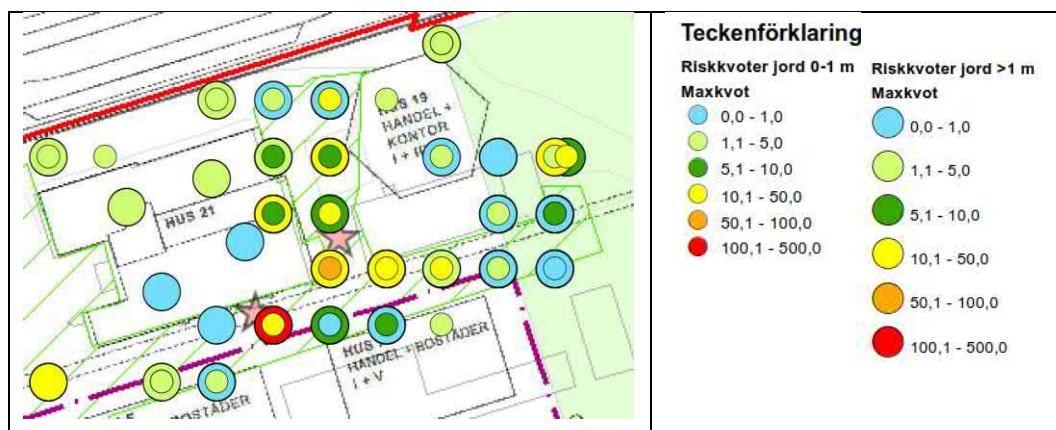 HUS 19
HANDEL +
KONTOR
HUS 21
HUS
HANDEL + BOSTÄDER
I + V
BOSTÄDER
Teckenförklaring
Riskkvoter jord 0-1 m
Maxkvot
0,0 - 1,0
1,1 - 5,0
5,1 - 10,0
10,1 - 50,0
50,1 - 100,0
100,1 - 500,0
Riskkvoter jord >1 m
Maxkvot
0,0 - 1,0
1,1 - 5,0
5,1 - 10,0
10,1 - 50,0
50,1 - 100,0
100,1 - 500,0